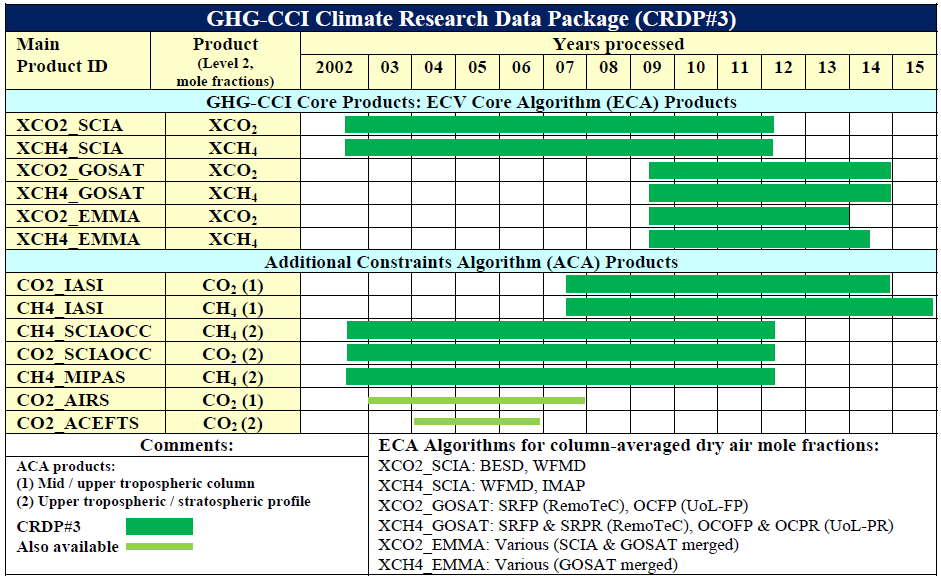 GHG-CCI Climate Research Data Package (CRDP#3)
Main Product ID
Product (Level 2, mole fractions)
Years processed
2002 03 04 05 06 07 08 09 10 11 12 13 14 15
GHG-CCI Core Products: ECV Core Algorithm (ECA) Products
XCO2_SCIA XCO₂
XCH4_SCIA XCH₄
XCO2_GOSAT XCO₂
XCH4_GOSAT XCH₄
XCO2_EMMA XCO₂
XCH4_EMMA XCH₄
Additional Constraints Algorithm (ACA) Products
CO2_IASI CO₂ (1)
CH4_IASI CH₄ (1)
CH4_SCIAOCC CH₄ (2)
CO2_SCIAOCC CO₂ (2)
CH4_MIPAS CH₄ (2)
CO2_AIRS CO₂ (1)
CO2_ACEFTS CO₂ (2)
Comments:
ACA products:
(1) Mid / upper tropospheric column
(2) Upper tropospheric / stratospheric profile
CRDP#3
Also available
ECA Algorithms for column-averaged dry air mole fractions:
XCO2_SCIA: BESD, WFMD
XCH4_SCIA: WFMD, IMAP
XCO2_GOSAT: SRFP (RemoTeC), OCFP (UoL-FP)
XCH4_GOSAT: SRFP & SRPR (RemoTeC), OCOFP & OCPR (UoL-PR)
XCO2_EMMA: Various (SCIA & GOSAT merged)
XCH4_EMMA: Various (GOSAT merged)